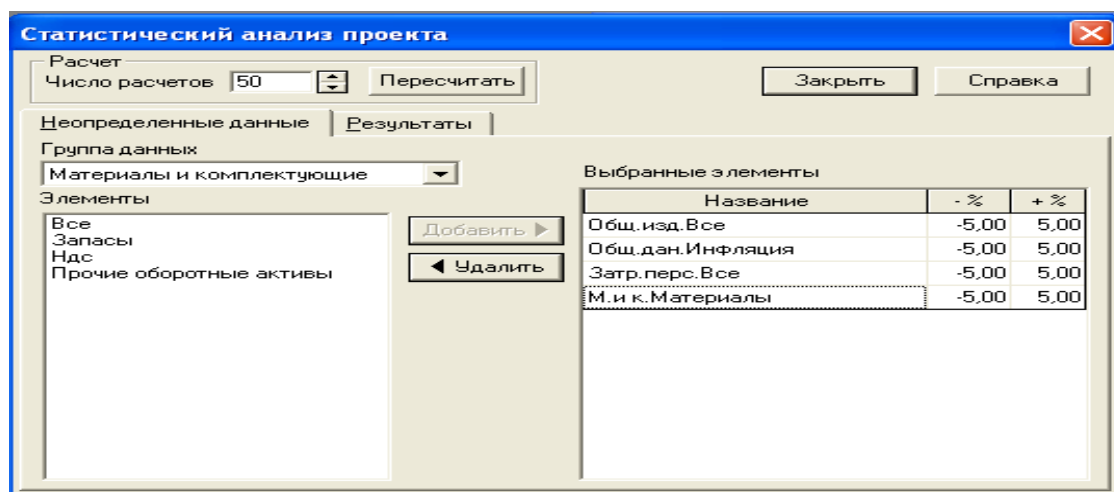 Статистический анализ проекта
Расчет
Число расчетов 50 Пересчитать Закрыть Справка
Неопределенные данные Результаты
Группа данных
Материалы и комплектующие
Элементы
Все
Запасы
Ндс
Прочие оборотные активы
Добавить
Удалить
Выбранные элементы
Название - % + %
Общ.изд.Все -5,00 5,00
Общ.дан.Инфляция -5,00 5,00
Затр.перс.Все -5,00 5,00
М.и к.Материалы -5,00 5,00